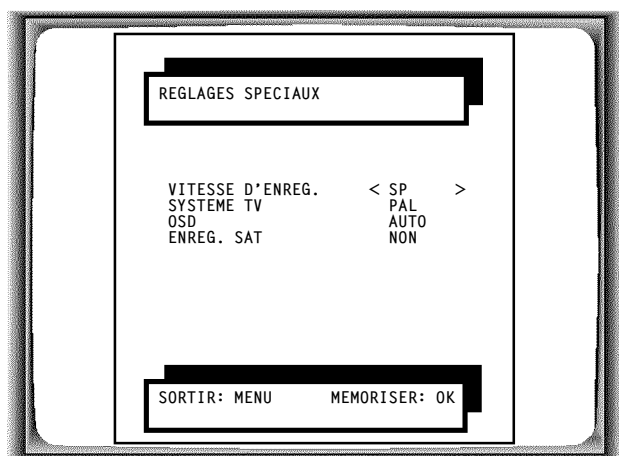 REGLAGES SPECIAUX
VITESSE D'ENREG. < SP >
SYSTEME TV PAL
OSD AUTO
ENREG. SAT NON
SORTIR: MENU MEMORISER: OK